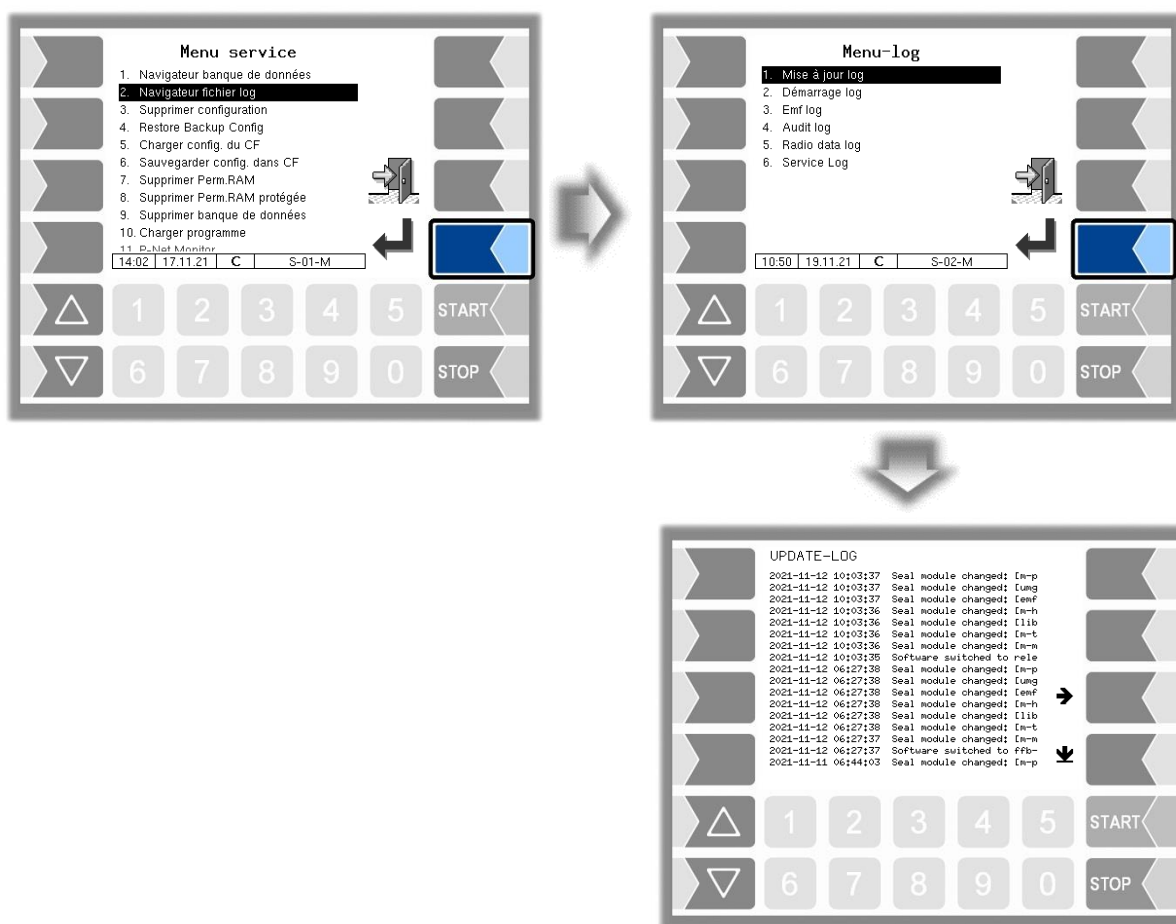 Menu service
1. Navigateur banque de données
2. Navigateur fichier log
3. Supprimer configuration
4. Restore Backup Config
5. Charger config. du CF
6. Sauvegarder config. dans CF
7. Supprimer Perm.RAM
8. Supprimer Perm.RAM protégée
9. Supprimer banque de données
10. Charger programme
11. P-Net Monitor
14:02 17.11.21 C S-01-M
1 2 3 4 5 START
6 7 8 9 0 STOP
Menu-log
1. Mise à jour log
2. Démarrage log
3. Emf log
4. Audit log
5. Radio data log
6. Service Log
10:50 19.11.21 C S-02-M
1 2 3 4 5 START
6 7 8 9 0 STOP
UPDATE-LOG
2021-11-12 10:03:37 Seal module changed: [m-p
2021-11-12 10:03:37 Seal module changed: [umg
2021-11-12 10:03:37 Seal module changed: [emf
2021-11-12 10:03:36 Seal module changed: [m-h
2021-11-12 10:03:36 Seal module changed: [lib
2021-11-12 10:03:36 Seal module changed: [m-t
2021-11-12 10:03:36 Seal module changed: [m-m
2021-11-12 10:03:35 Software switched to rele
2021-11-12 06:27:38 Seal module changed: [m-p
2021-11-12 06:27:38 Seal module changed: [umg
2021-11-12 06:27:38 Seal module changed: [emf
2021-11-12 06:27:38 Seal module changed: [m-h
2021-11-12 06:27:38 Seal module changed: [lib
2021-11-12 06:27:38 Seal module changed: [m-t
2021-11-12 06:27:37 Seal module changed: [m-m
2021-11-12 06:27:37 Software switched to ffb-
2021-11-11 06:44:03 Seal module changed: [m-p
1 2 3 4 5 START
6 7 8 9 0 STOP